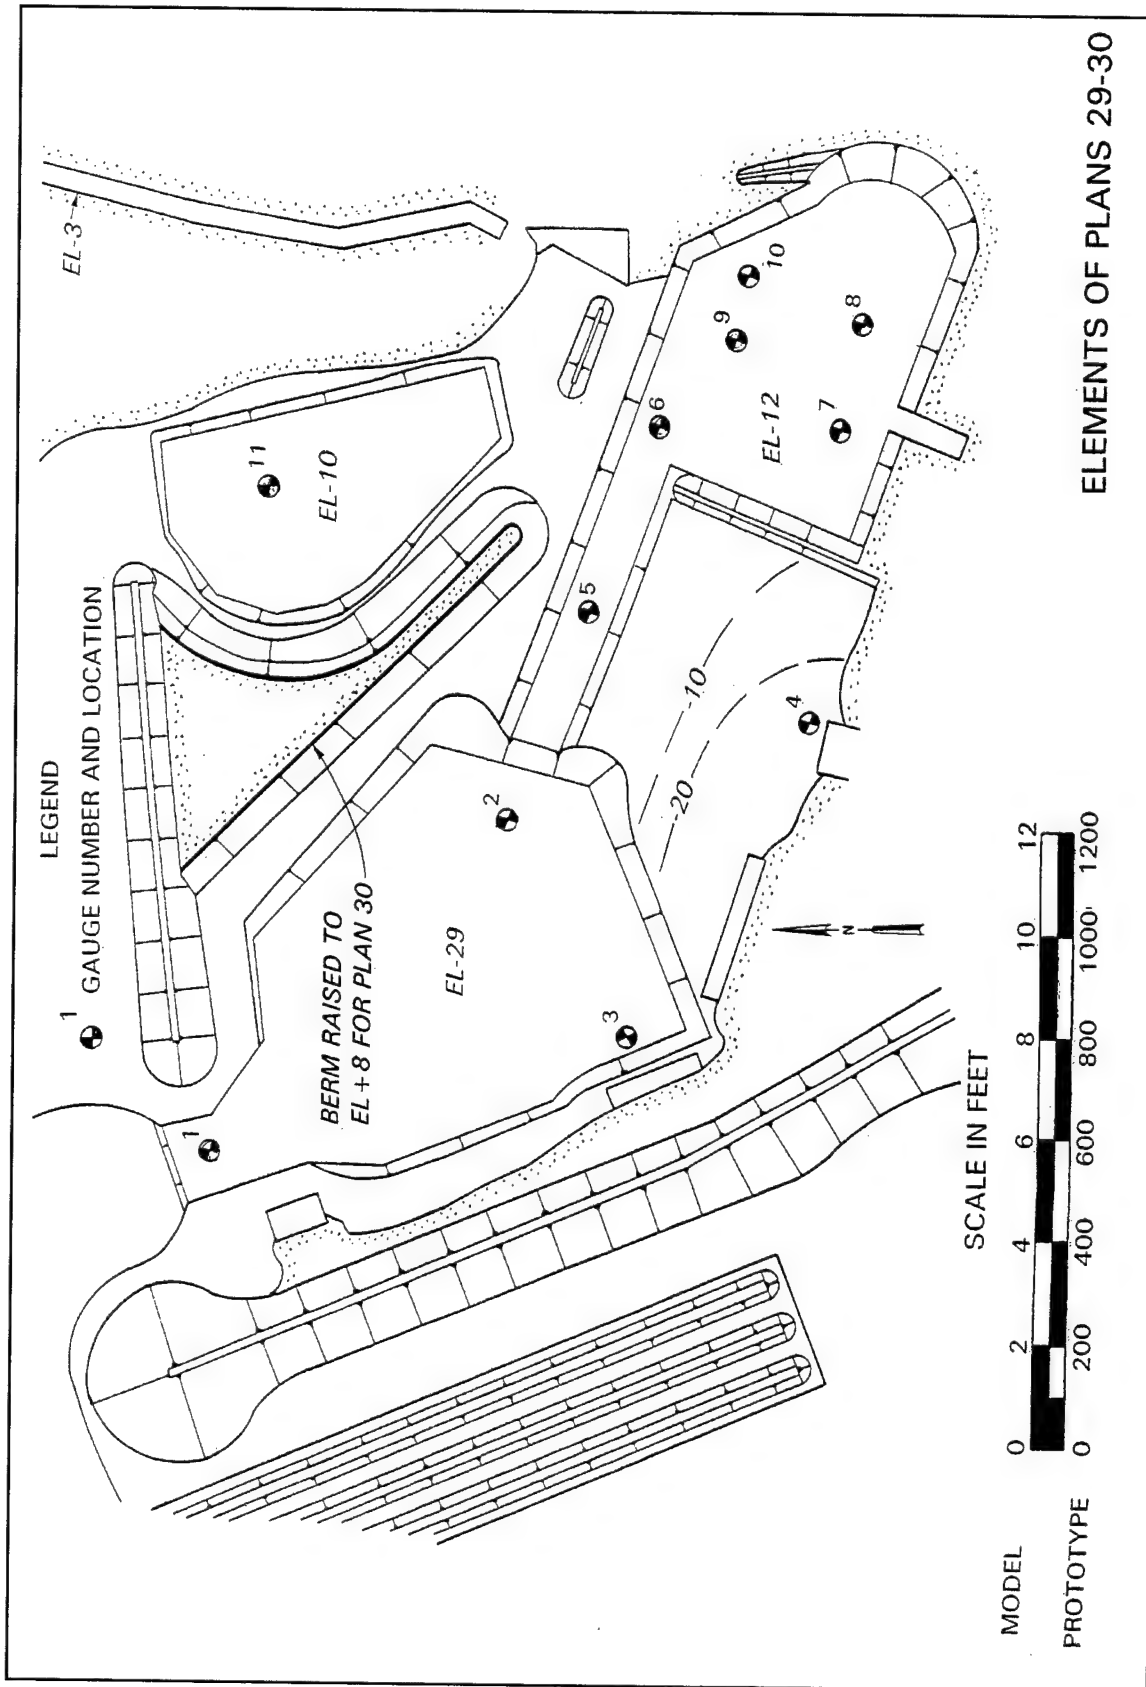 LEGEND
1 GAUGE NUMBER AND LOCATION
EL-3
11
EL-10
1
BERM RAISED TO
EL+8 FOR PLAN 30
2
EL-29
3
5
6
9
10
EL-12
7
8
-10
-20
4
N
SCALE IN FEET
MODEL 0 2 4 6 8 10 12
PROTOTYPE 0 200 400 600 800 1000 1200
ELEMENTS OF PLANS 29-30